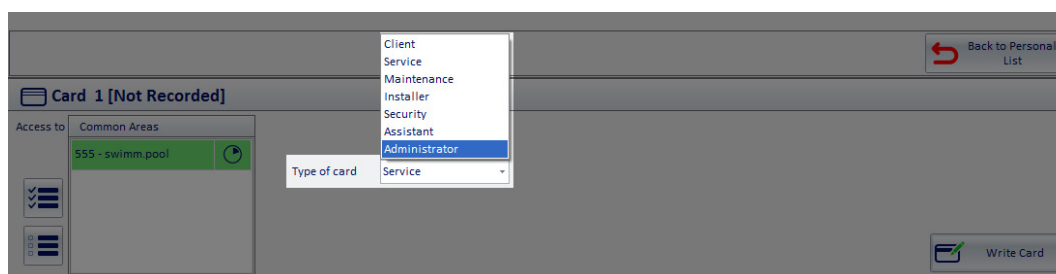 Client
Service
Maintenance
Installer
Security
Assistant
Administrator
Back to Personal
List
Card 1 [Not Recorded]
Access to
Common Areas
555 - swimm.pool
Type of card
Service
Write Card